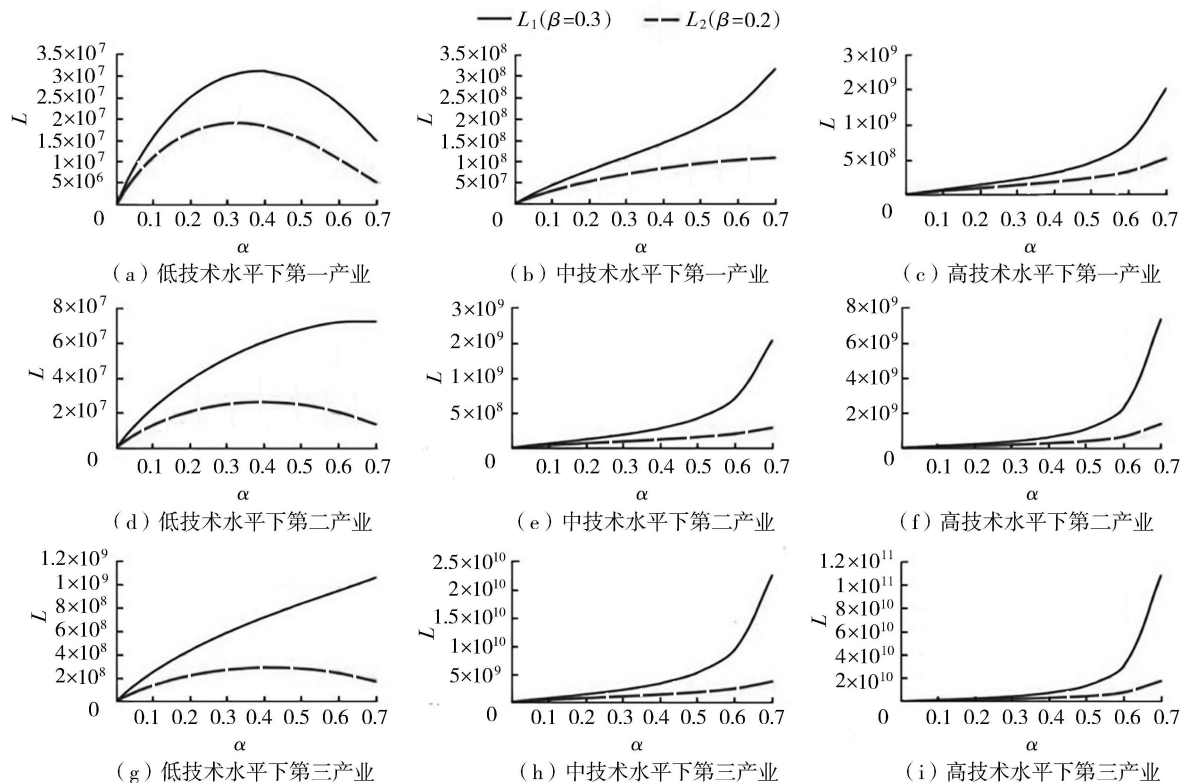 L₁(β=0.3) L₂(β=0.2)
3.5×10⁷ 3×10⁷ 2.5×10⁷ 2×10⁷ 1.5×10⁷ 1×10⁷ 5×10⁶ 0
L
0.1 0.2 0.3 0.4 0.5 0.6 0.7
α
(a)低技术水平下第一产业
3.5×10⁸ 3×10⁸ 2.5×10⁸ 2×10⁸ 1.5×10⁸ 1×10⁸ 5×10⁷ 0
L
0.1 0.2 0.3 0.4 0.5 0.6 0.7
α
(b)中技术水平下第一产业
3×10⁹ 2×10⁹ 1×10⁹ 5×10⁸ 0
L
0.1 0.2 0.3 0.4 0.5 0.6 0.7
α
(c)高技术水平下第一产业
8×10⁷ 6×10⁷ 4×10⁷ 2×10⁷ 0
L
0.1 0.2 0.3 0.4 0.5 0.6 0.7
α
(d)低技术水平下第二产业
3×10⁹ 2×10⁹ 1×10⁹ 5×10⁸ 0
L
0.1 0.2 0.3 0.4 0.5 0.6 0.7
α
(e)中技术水平下第二产业
8×10⁹ 6×10⁹ 4×10⁹ 2×10⁹ 0
L
0.1 0.2 0.3 0.4 0.5 0.6 0.7
α
(f)高技术水平下第二产业
1.2×10⁹ 1×10⁹ 8×10⁸ 6×10⁸ 4×10⁸ 2×10⁸ 0
L
0.1 0.2 0.3 0.4 0.5 0.6 0.7
α
(g)低技术水平下第三产业
2.5×10¹⁰ 2×10¹⁰ 1.5×10¹⁰ 1×10¹⁰ 5×10⁹ 0
L
0.1 0.2 0.3 0.4 0.5 0.6 0.7
α
(h)中技术水平下第三产业
1.2×10¹¹ 1×10¹¹ 8×10¹⁰ 6×10¹⁰ 4×10¹⁰ 2×10¹⁰ 0
L
0.1 0.2 0.3 0.4 0.5 0.6 0.7
α
(i)高技术水平下第三产业